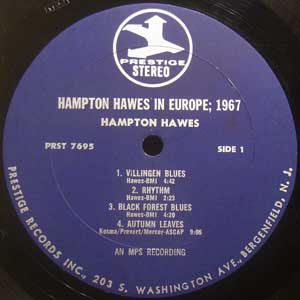 PRESTIGE
STEREO
HAMPTON HAWES IN EUROPE; 1967
HAMPTON HAWES
PRST 7695
SIDE 1
1. VILLINGEN BLUES
Hawes-BMI 4:42
2. RHYTHM
Hawes-BMI 4:24
3. BLACK FOREST BLUES
Hawes-BMI 4:20
4. AUTUMN LEAVES
Kosma/Prevert/Mercer-ASCAP 9:06
AN MPS RECORDING
PRESTIGE RECORDS INC., 203 S. WASHINGTON AVE., BERGENFIELD, N. J.